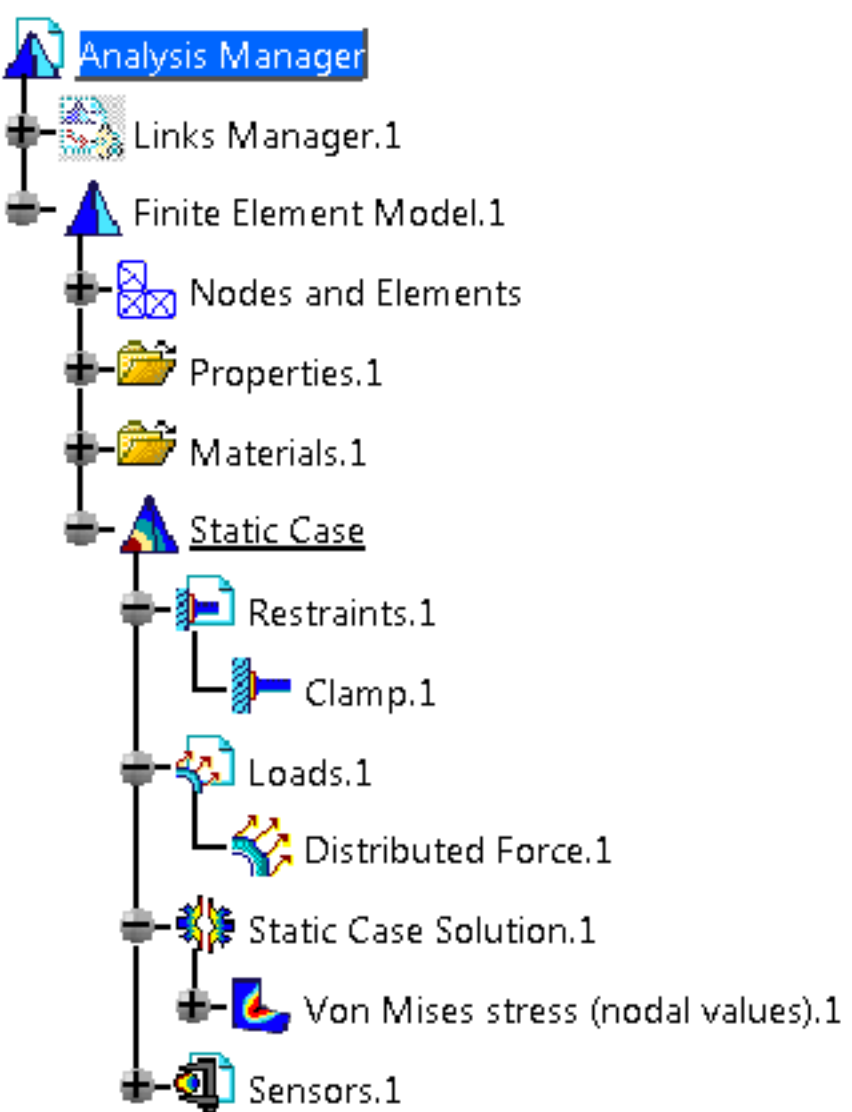 Analysis Manager
Links Manager.1
Finite Element Model.1
Nodes and Elements
Properties.1
Materials.1
Static Case
Restraints.1
Clamp.1
Loads.1
Distributed Force.1
Static Case Solution.1
Von Mises stress (nodal values).1
Sensors.1